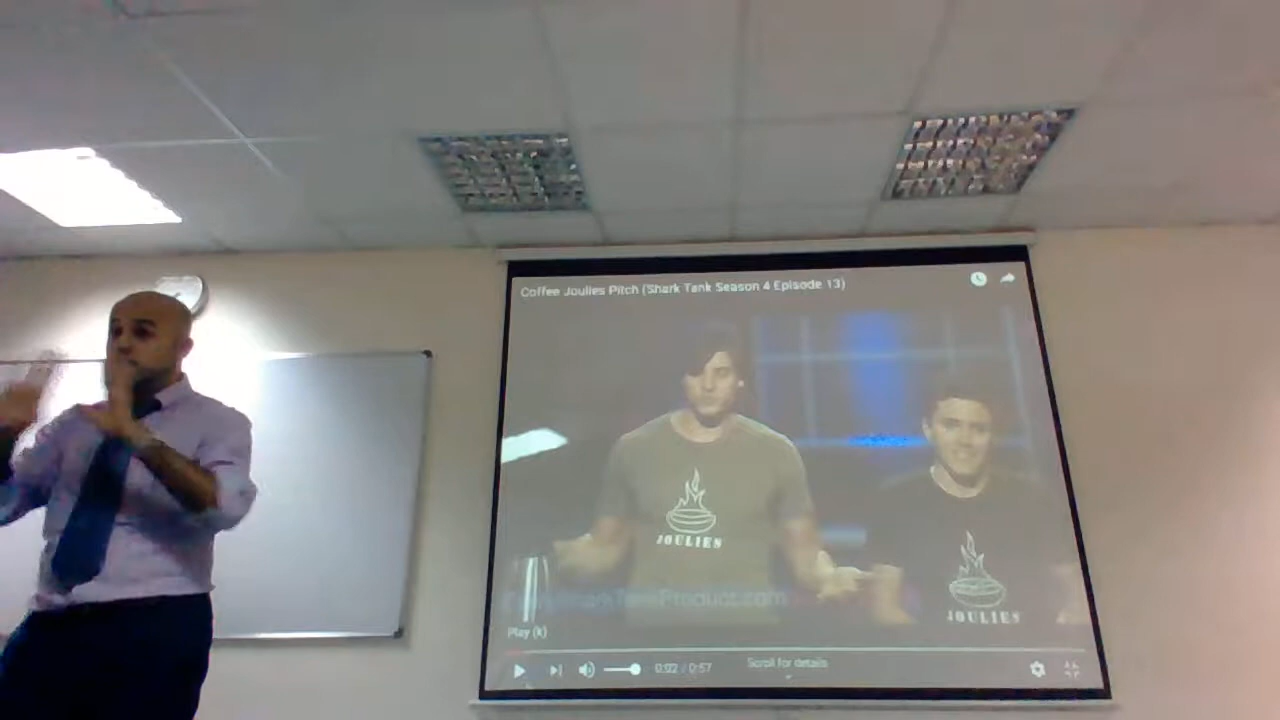 Coffee Joulies Pitch (Shark Tank Season 4 Episode 13)
JOULIES
JOULIES
Play (k)
0:02 / 0:57
Scroll for details